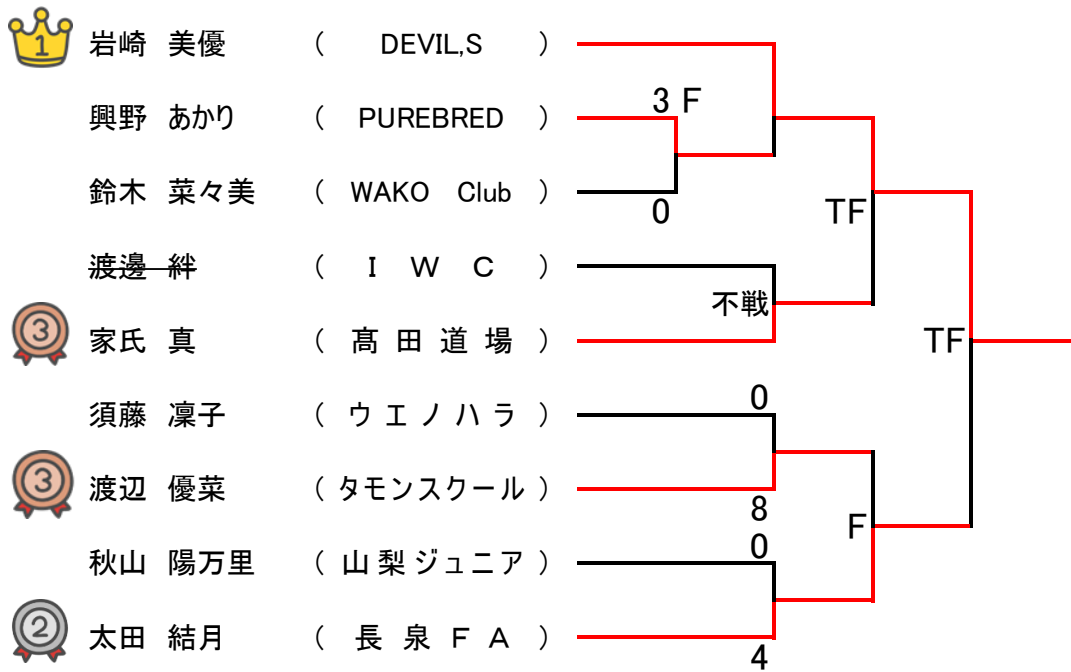 1 岩崎 美優 ( DEVIL,S )
3 F
興野 あかり ( PUREBRED )
鈴木 菜々美 ( WAKO Club )
0
TF
渡邊 絆 ( I W C )
不戦
3 家氏 真 ( 髙田道場 )
TF
0
須藤 凜子 ( ウエノハラ )
3 渡辺 優菜 ( タモンスクール )
8
F
0
秋山 陽万里 ( 山梨ジュニア )
2 太田 結月 ( 長泉FA )
4